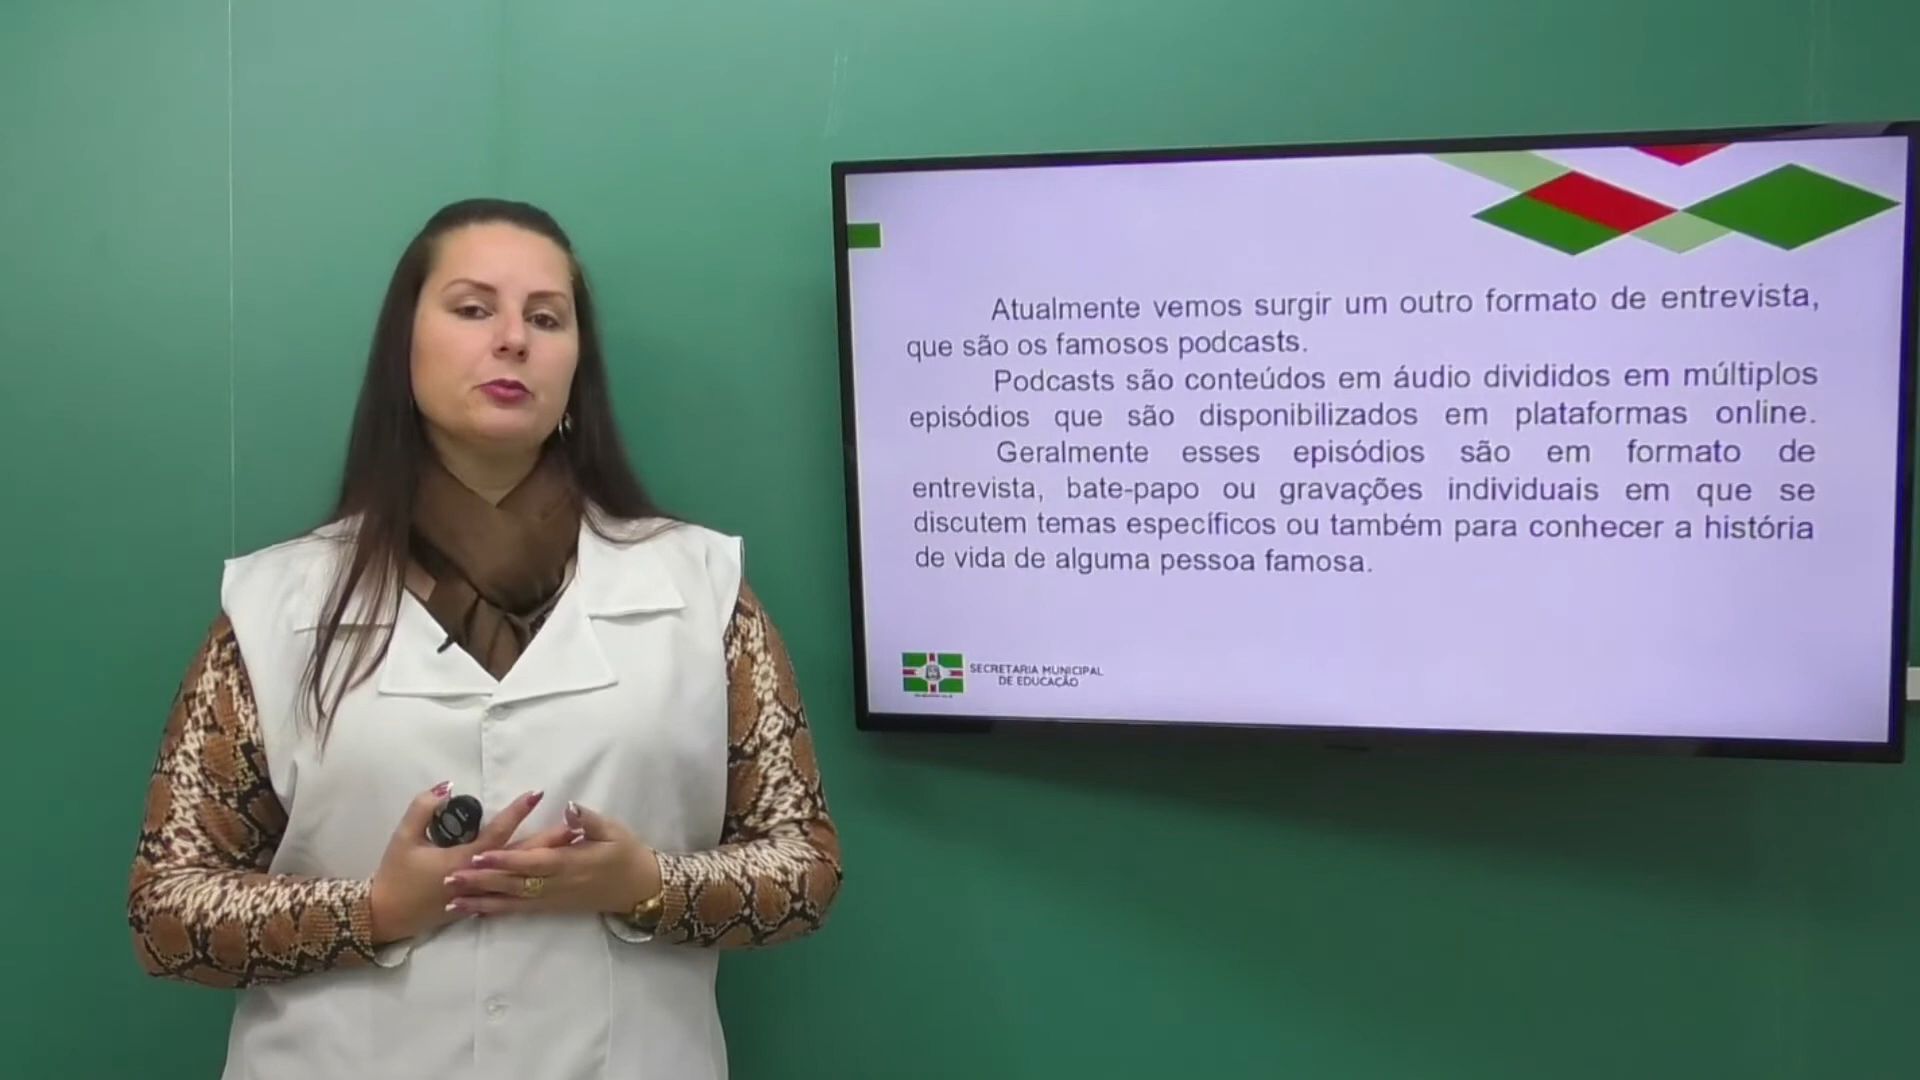 Atualmente vemos surgir um outro formato de entrevista,
que são os famosos podcasts.
Podcasts são conteúdos em áudio divididos em múltiplos
episódios que são disponibilizados em plataformas online.
Geralmente esses episódios são em formato de
entrevista, bate-papo ou gravações individuais em que se
discutem temas específicos ou também para conhecer a história
de vida de alguma pessoa famosa.
SECRETARIA MUNICIPAL
DE EDUCAÇÃO